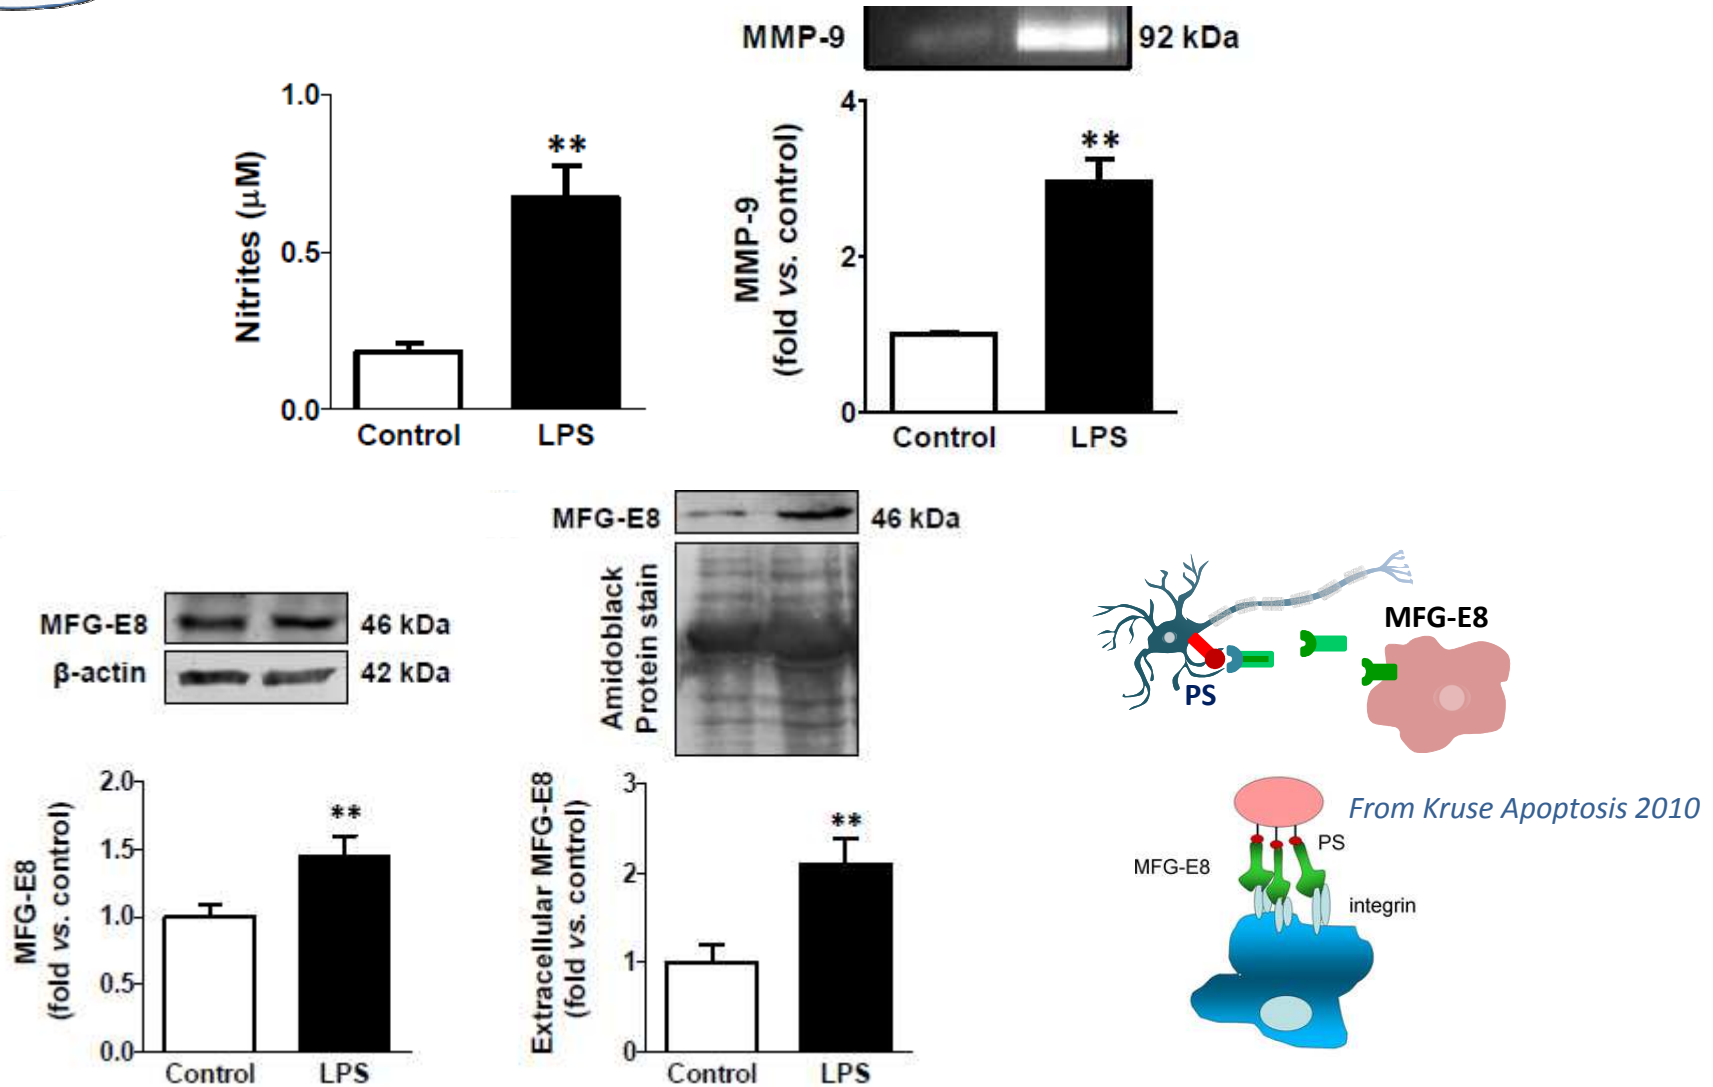 MMP-9
92 kDa
1.0
0.5
0.0
Nitrites (µM)
**
Control
LPS
4
2
0
MMP-9
(fold vs. control)
**
Control
LPS
MFG-E8
46 kDa
β-actin
42 kDa
2.0
1.5
1.0
0.5
0.0
MFG-E8
(fold vs. control)
**
Control
LPS
MFG-E8
46 kDa
Amidoblack
Protein stain
3
2
1
0
Extracellular MFG-E8
(fold vs. control)
**
Control
LPS
MFG-E8
PS
From Kruse Apoptosis 2010
PS
MFG-E8
integrin